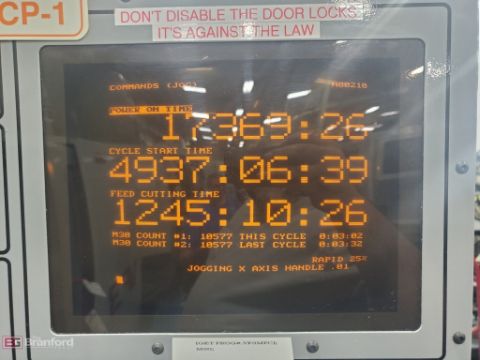 CP-1
DON'T DISABLE THE DOOR LOCKS
IT'S AGAINST THE LAW
COMMANDS (JOG)
POWER ON TIME
17369:26
CYCLE START TIME
4937:06:39
FEED CUTTING TIME
1245:10:26
M30 COUNT #1: 10577 THIS CYCLE 0:03:02
M30 COUNT #2: 10577 LAST CYCLE 0:03:32
RAPID 25%
JOGGING X AXIS HANDLE .01
Branford